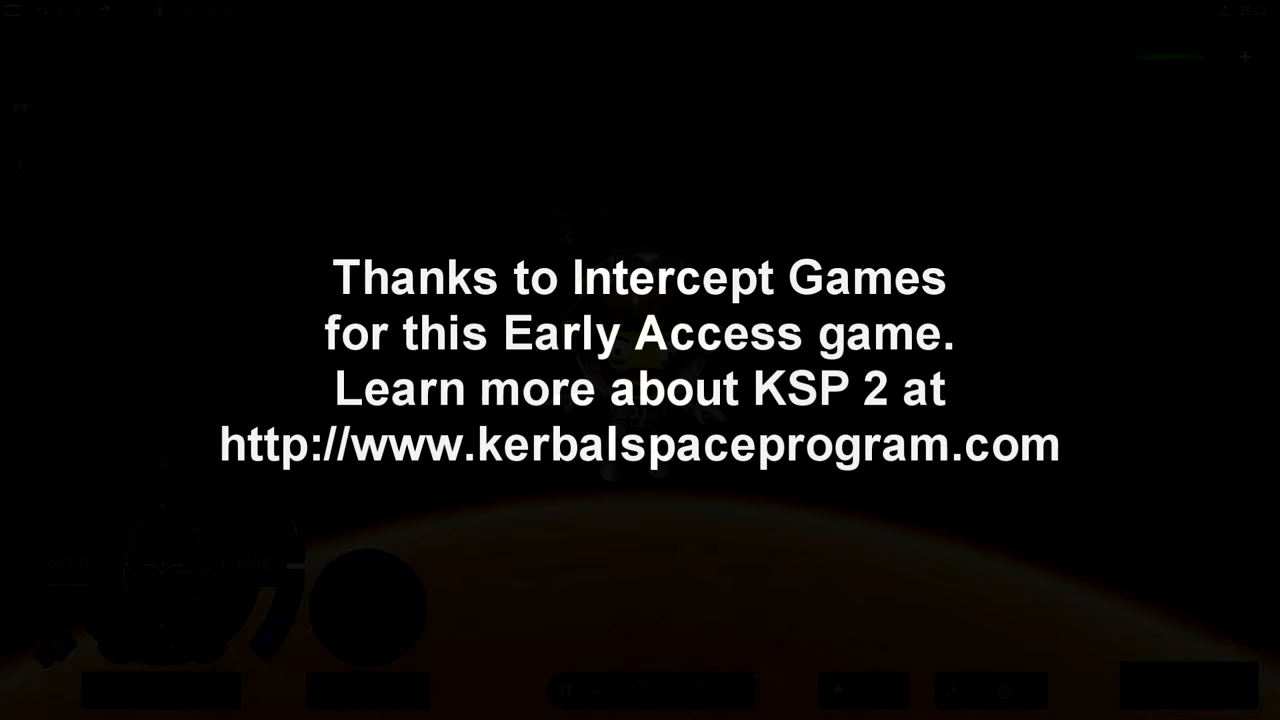 Thanks to Intercept Games
for this Early Access game.
Learn more about KSP 2 at
http://www.kerbalspaceprogram.com